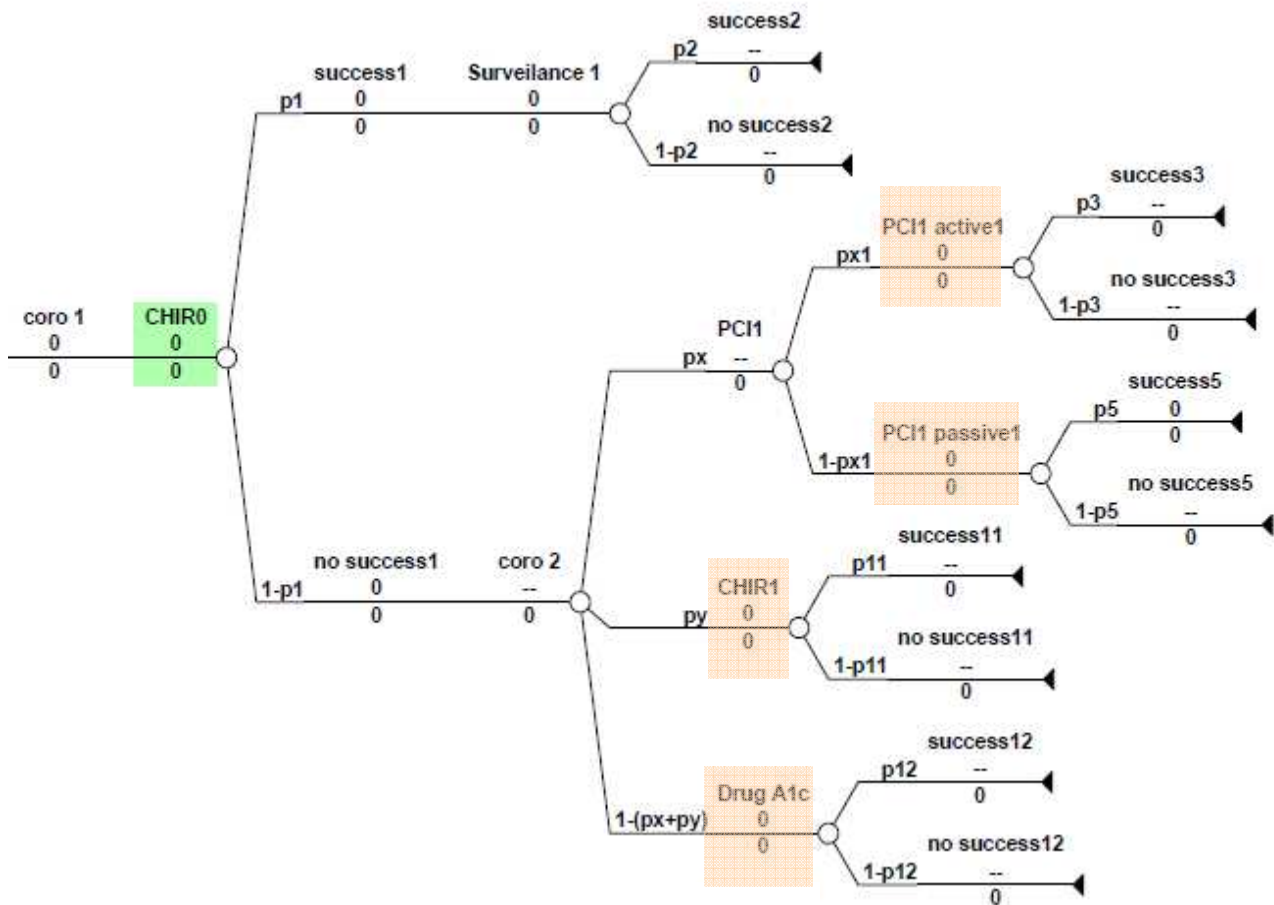 success2
p2 --
0
success1 Surveilance 1
p1 0 0
0 0
no success2
1-p2 --
0
success3
p3 --
0
PCI1 active1
px1 0
0
no success3
1-p3 --
0
coro 1 CHIR0
0 0
0 0
PCI1
px --
0
success5
p5 0
0
PCI1 passive1
1-px1 0
0
no success5
1-p5 --
0
no success1 coro 2
1-p1 0 --
0 0
success11
p11 --
0
CHIR1
py 0
0
no success11
1-p11 --
0
success12
p12 --
0
Drug A1c
1-(px+py) 0
0
no success12
1-p12 --
0